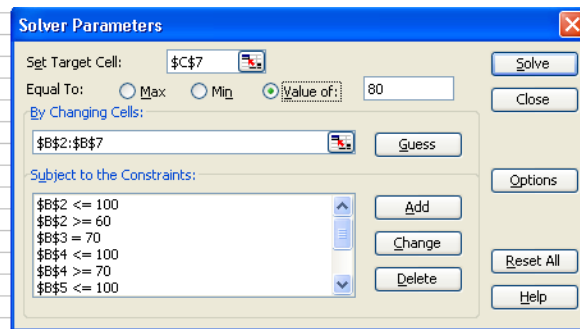 Solver Parameters
Set Target Cell: $C$7 Solve
Equal To: Max Min Value of: 80 Close
By Changing Cells:
$B$2:$B$7 Guess
Subject to the Constraints: Options
$B$2 <= 100 Add
$B$2 >= 60
$B$3 = 70 Change
$B$4 <= 100 Reset All
$B$4 >= 70 Delete
$B$5 <= 100 Help